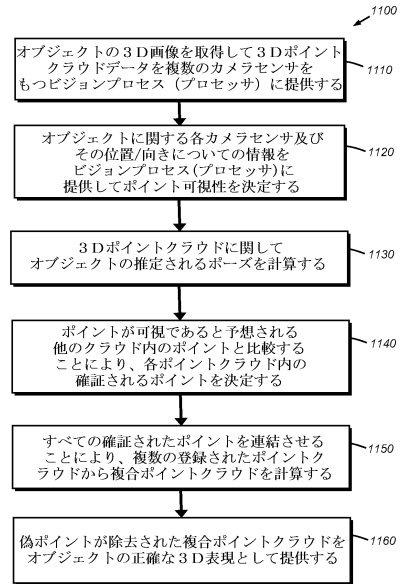 1100
オブジェクトの３Ｄ画像を取得して３Ｄポイント
クラウドデータを複数のカメラセンサを
もつビジョンプロセス（プロセッサ）に提供する
1110
オブジェクトに関する各カメラセンサ及び
その位置/向きについての情報を
ビジョンプロセス(プロセッサ)に
提供してポイント可視性を決定する
1120
３Ｄポイントクラウドに関して
オブジェクトの推定されるポーズを計算する
1130
ポイントが可視であると予想される
他のクラウド内のポイントと比較する
ことにより、各ポイントクラウド内の
確証されるポイントを決定する
1140
すべての確証されたポイントを連結させる
ことにより、複数の登録されたポイントク
ラウドから複合ポイントクラウドを計算する
1150
偽ポイントが除去された複合ポイントクラウドを
オブジェクトの正確な３Ｄ表現として提供する
1160